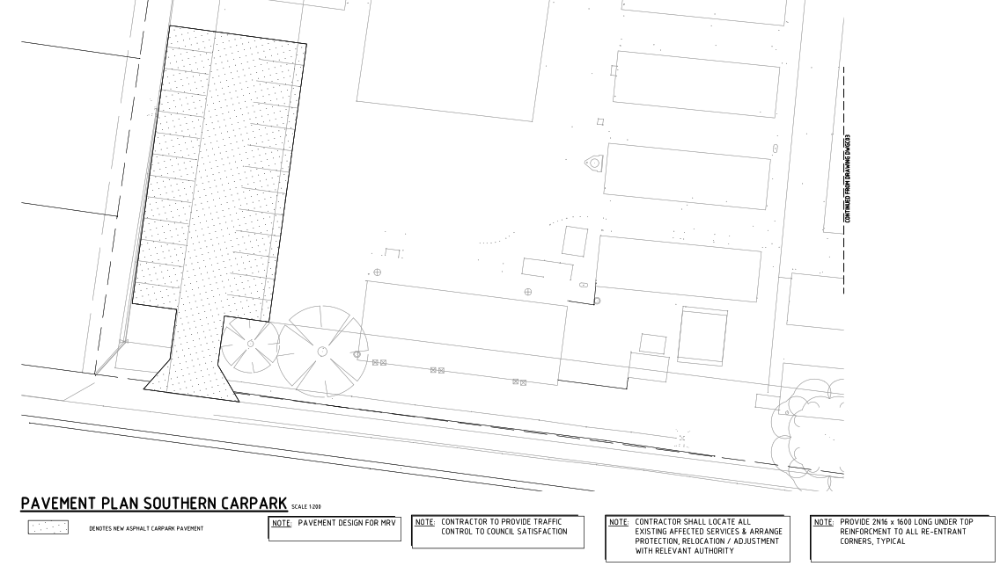 CONTINUED FROM DRAWING DWGC03
PAVEMENT PLAN SOUTHERN CARPARK SCALE 1:200
DENOTES NEW ASPHALT CARPARK PAVEMENT
NOTE: PAVEMENT DESIGN FOR MRV
NOTE: CONTRACTOR TO PROVIDE TRAFFIC
CONTROL TO COUNCIL SATISFACTION
NOTE: CONTRACTOR SHALL LOCATE ALL
EXISTING AFFECTED SERVICES & ARRANGE
PROTECTION, RELOCATION / ADJUSTMENT
WITH RELEVANT AUTHORITY
NOTE: PROVIDE 2N16 x 1600 LONG UNDER TOP
REINFORCMENT TO ALL RE-ENTRANT
CORNERS, TYPICAL